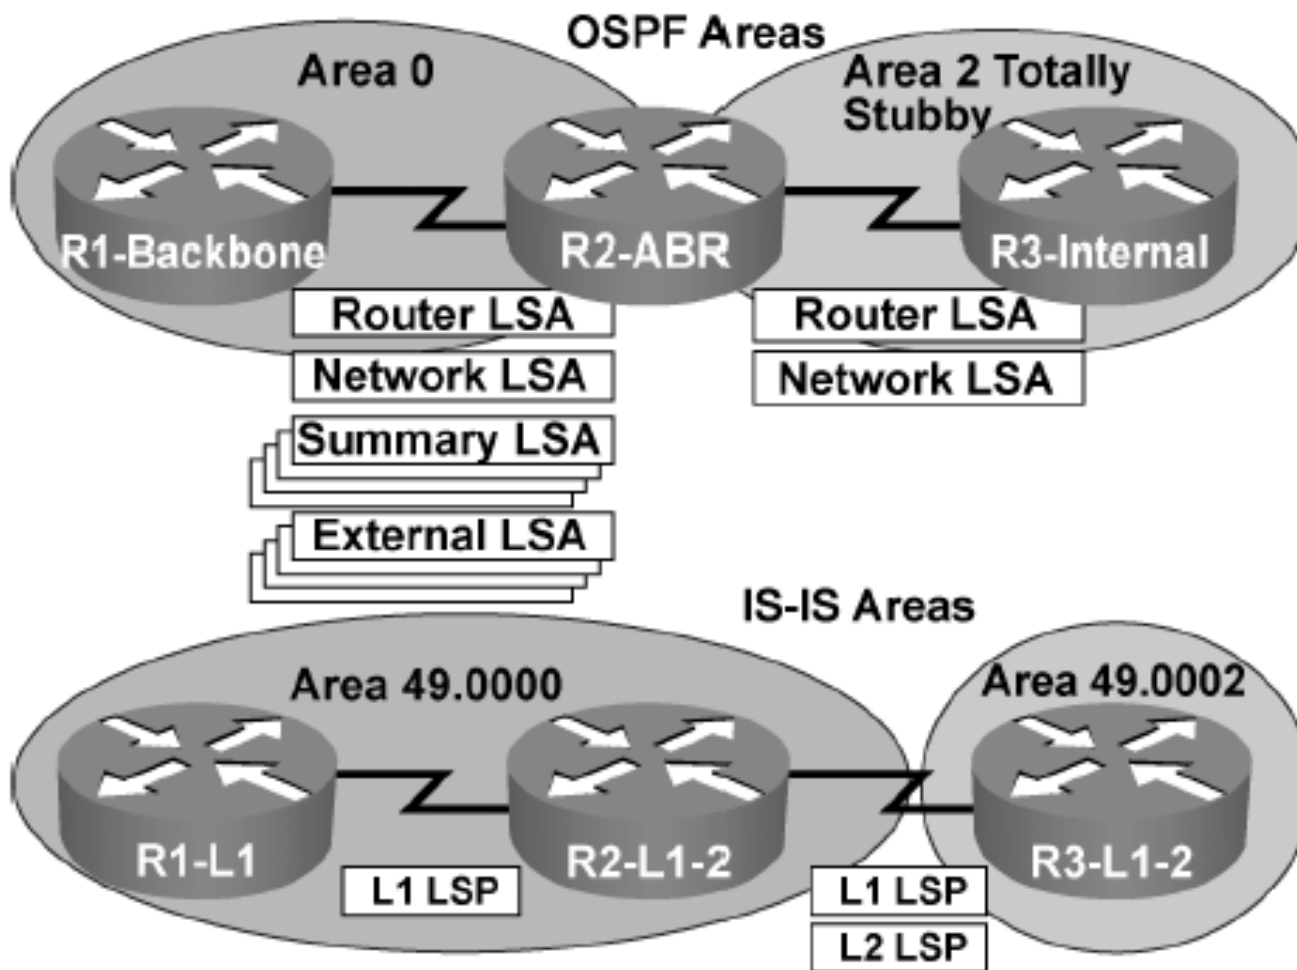 OSPF Areas
Area 0
Area 2 Totally
Stubby
R1-Backbone
R2-ABR
R3-Internal
Router LSA
Router LSA
Network LSA
Network LSA
Summary LSA
External LSA
IS-IS Areas
Area 49.0000
Area 49.0002
R1-L1
R2-L1-2
R3-L1-2
L1 LSP
L1 LSP
L2 LSP